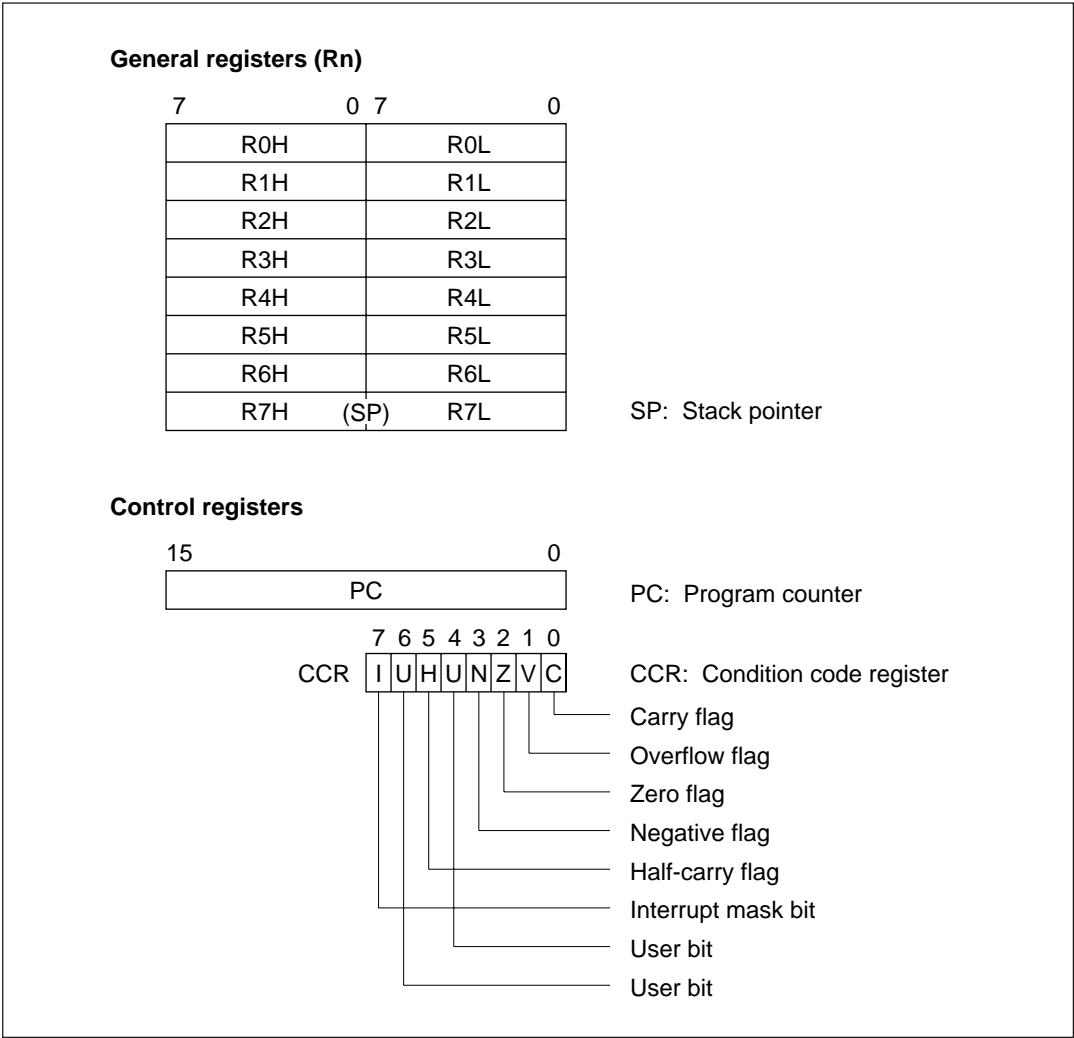 General registers (Rn)
7 0 7 0
R0H R0L
R1H R1L
R2H R2L
R3H R3L
R4H R4L
R5H R5L
R6H R6L
R7H (SP) R7L SP: Stack pointer
Control registers
15 0
PC PC: Program counter
7 6 5 4 3 2 1 0
CCR I U H U N Z V C CCR: Condition code register
Carry flag
Overflow flag
Zero flag
Negative flag
Half-carry flag
Interrupt mask bit
User bit
User bit